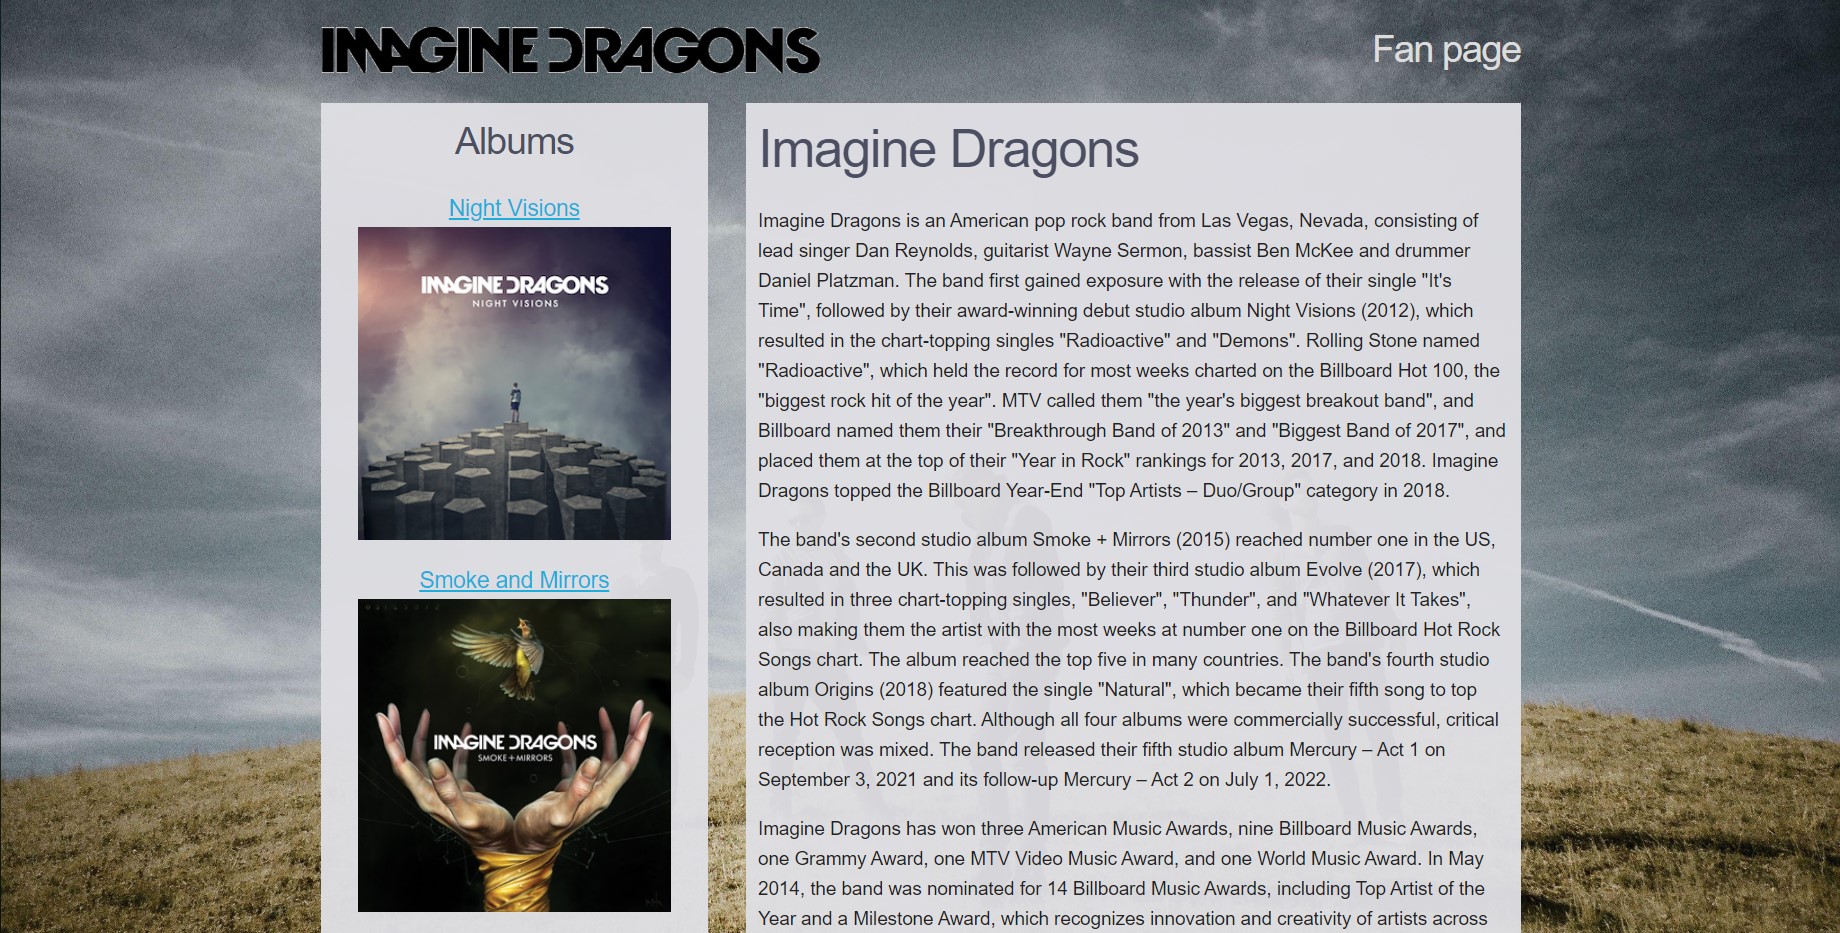 IMAGINE DRAGONS
Fan page
Albums
Night Visions
IMAGINE DRAGONS
NIGHT VISIONS
Smoke and Mirrors
IMAGINE DRAGONS
SMOKE + MIRRORS
Imagine Dragons
Imagine Dragons is an American pop rock band from Las Vegas, Nevada, consisting of
lead singer Dan Reynolds, guitarist Wayne Sermon, bassist Ben McKee and drummer
Daniel Platzman. The band first gained exposure with the release of their single "It's
Time", followed by their award-winning debut studio album Night Visions (2012), which
resulted in the chart-topping singles "Radioactive" and "Demons". Rolling Stone named
"Radioactive", which held the record for most weeks charted on the Billboard Hot 100, the
"biggest rock hit of the year". MTV called them "the year's biggest breakout band", and
Billboard named them their "Breakthrough Band of 2013" and "Biggest Band of 2017", and
placed them at the top of their "Year in Rock" rankings for 2013, 2017, and 2018. Imagine
Dragons topped the Billboard Year-End "Top Artists – Duo/Group" category in 2018.
The band's second studio album Smoke + Mirrors (2015) reached number one in the US,
Canada and the UK. This was followed by their third studio album Evolve (2017), which
resulted in three chart-topping singles, "Believer", "Thunder", and "Whatever It Takes",
also making them the artist with the most weeks at number one on the Billboard Hot Rock
Songs chart. The album reached the top five in many countries. The band's fourth studio
album Origins (2018) featured the single "Natural", which became their fifth song to top
the Hot Rock Songs chart. Although all four albums were commercially successful, critical
reception was mixed. The band released their fifth studio album Mercury – Act 1 on
September 3, 2021 and its follow-up Mercury – Act 2 on July 1, 2022.
Imagine Dragons has won three American Music Awards, nine Billboard Music Awards,
one Grammy Award, one MTV Video Music Award, and one World Music Award. In May
2014, the band was nominated for 14 Billboard Music Awards, including Top Artist of the
Year and a Milestone Award, which recognizes innovation and creativity of artists across